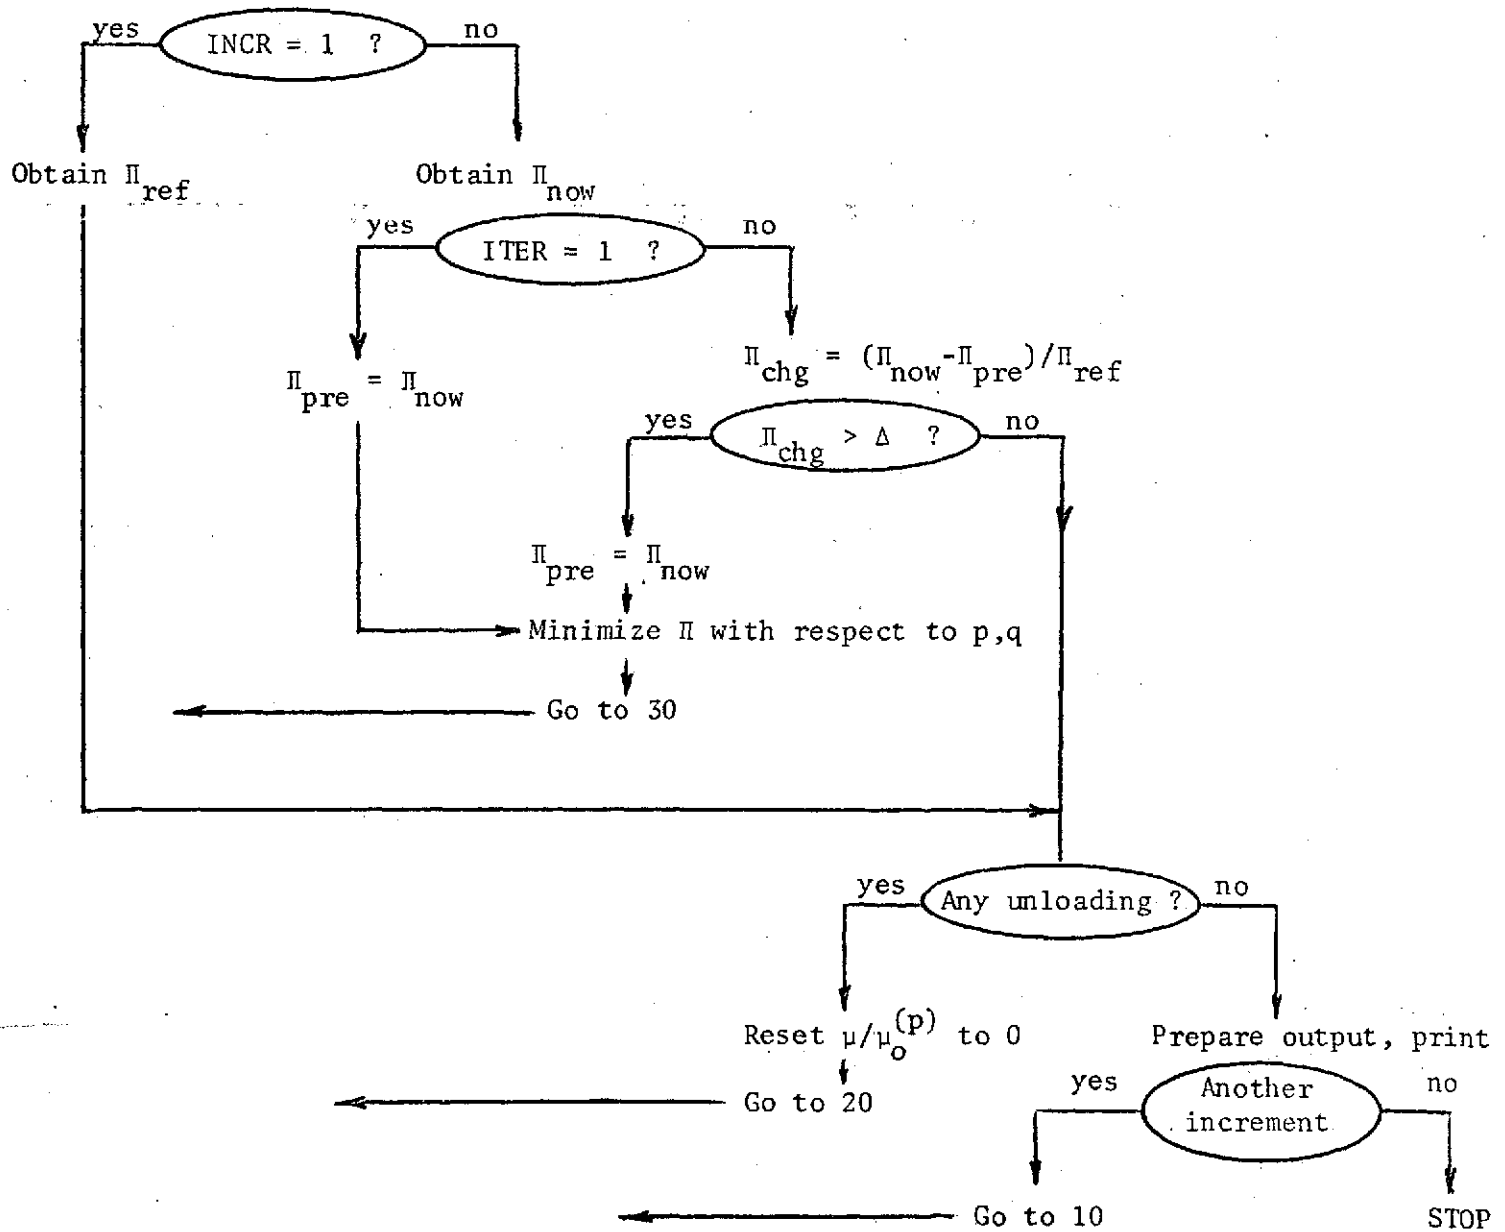 yes INCR = 1 ? no
Obtain Π_ref Obtain Π_now
yes ITER = 1 ? no
Π_chg = (Π_now-Π_pre)/Π_ref
Π_pre = Π_now
yes Π_chg > Δ ? no
Π_pre = Π_now
Minimize Π with respect to p,q
Go to 30
yes Any unloading ? no
Reset μ/μ_o^(p) to 0 Prepare output, print
yes Another increment no
Go to 20
Go to 10 STOP